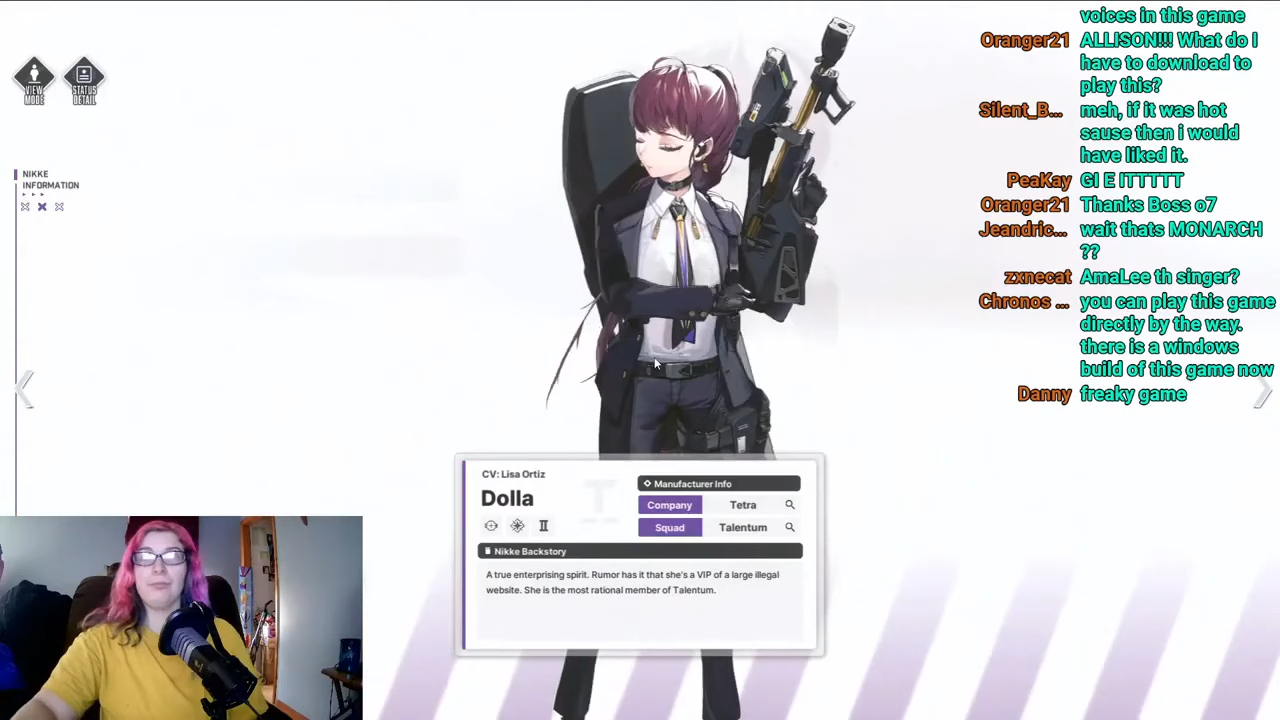 VIEW
MODE
STATUS
DETAIL
NIKKE
INFORMATION
CV: Lisa Ortiz
Dolla
Manufacturer Info
Company Tetra
Squad Talentum
Nikke Backstory
A true enterprising spirit. Rumor has it that she's a VIP of a large illegal
website. She is the most rational member of Talentum.
voices in this game
Oranger21 ALLISON!!! What do I
have to download to
play this?
Silent_B... meh, if it was hot
sause then i would
have liked it.
PeaKay GI E ITTTTT
Oranger21 Thanks Boss o7
Jeandric... wait thats MONARCH
??
zxnecat AmaLee th singer?
Chronos ... you can play this game
directly by the way.
there is a windows
build of this game now
Danny freaky game